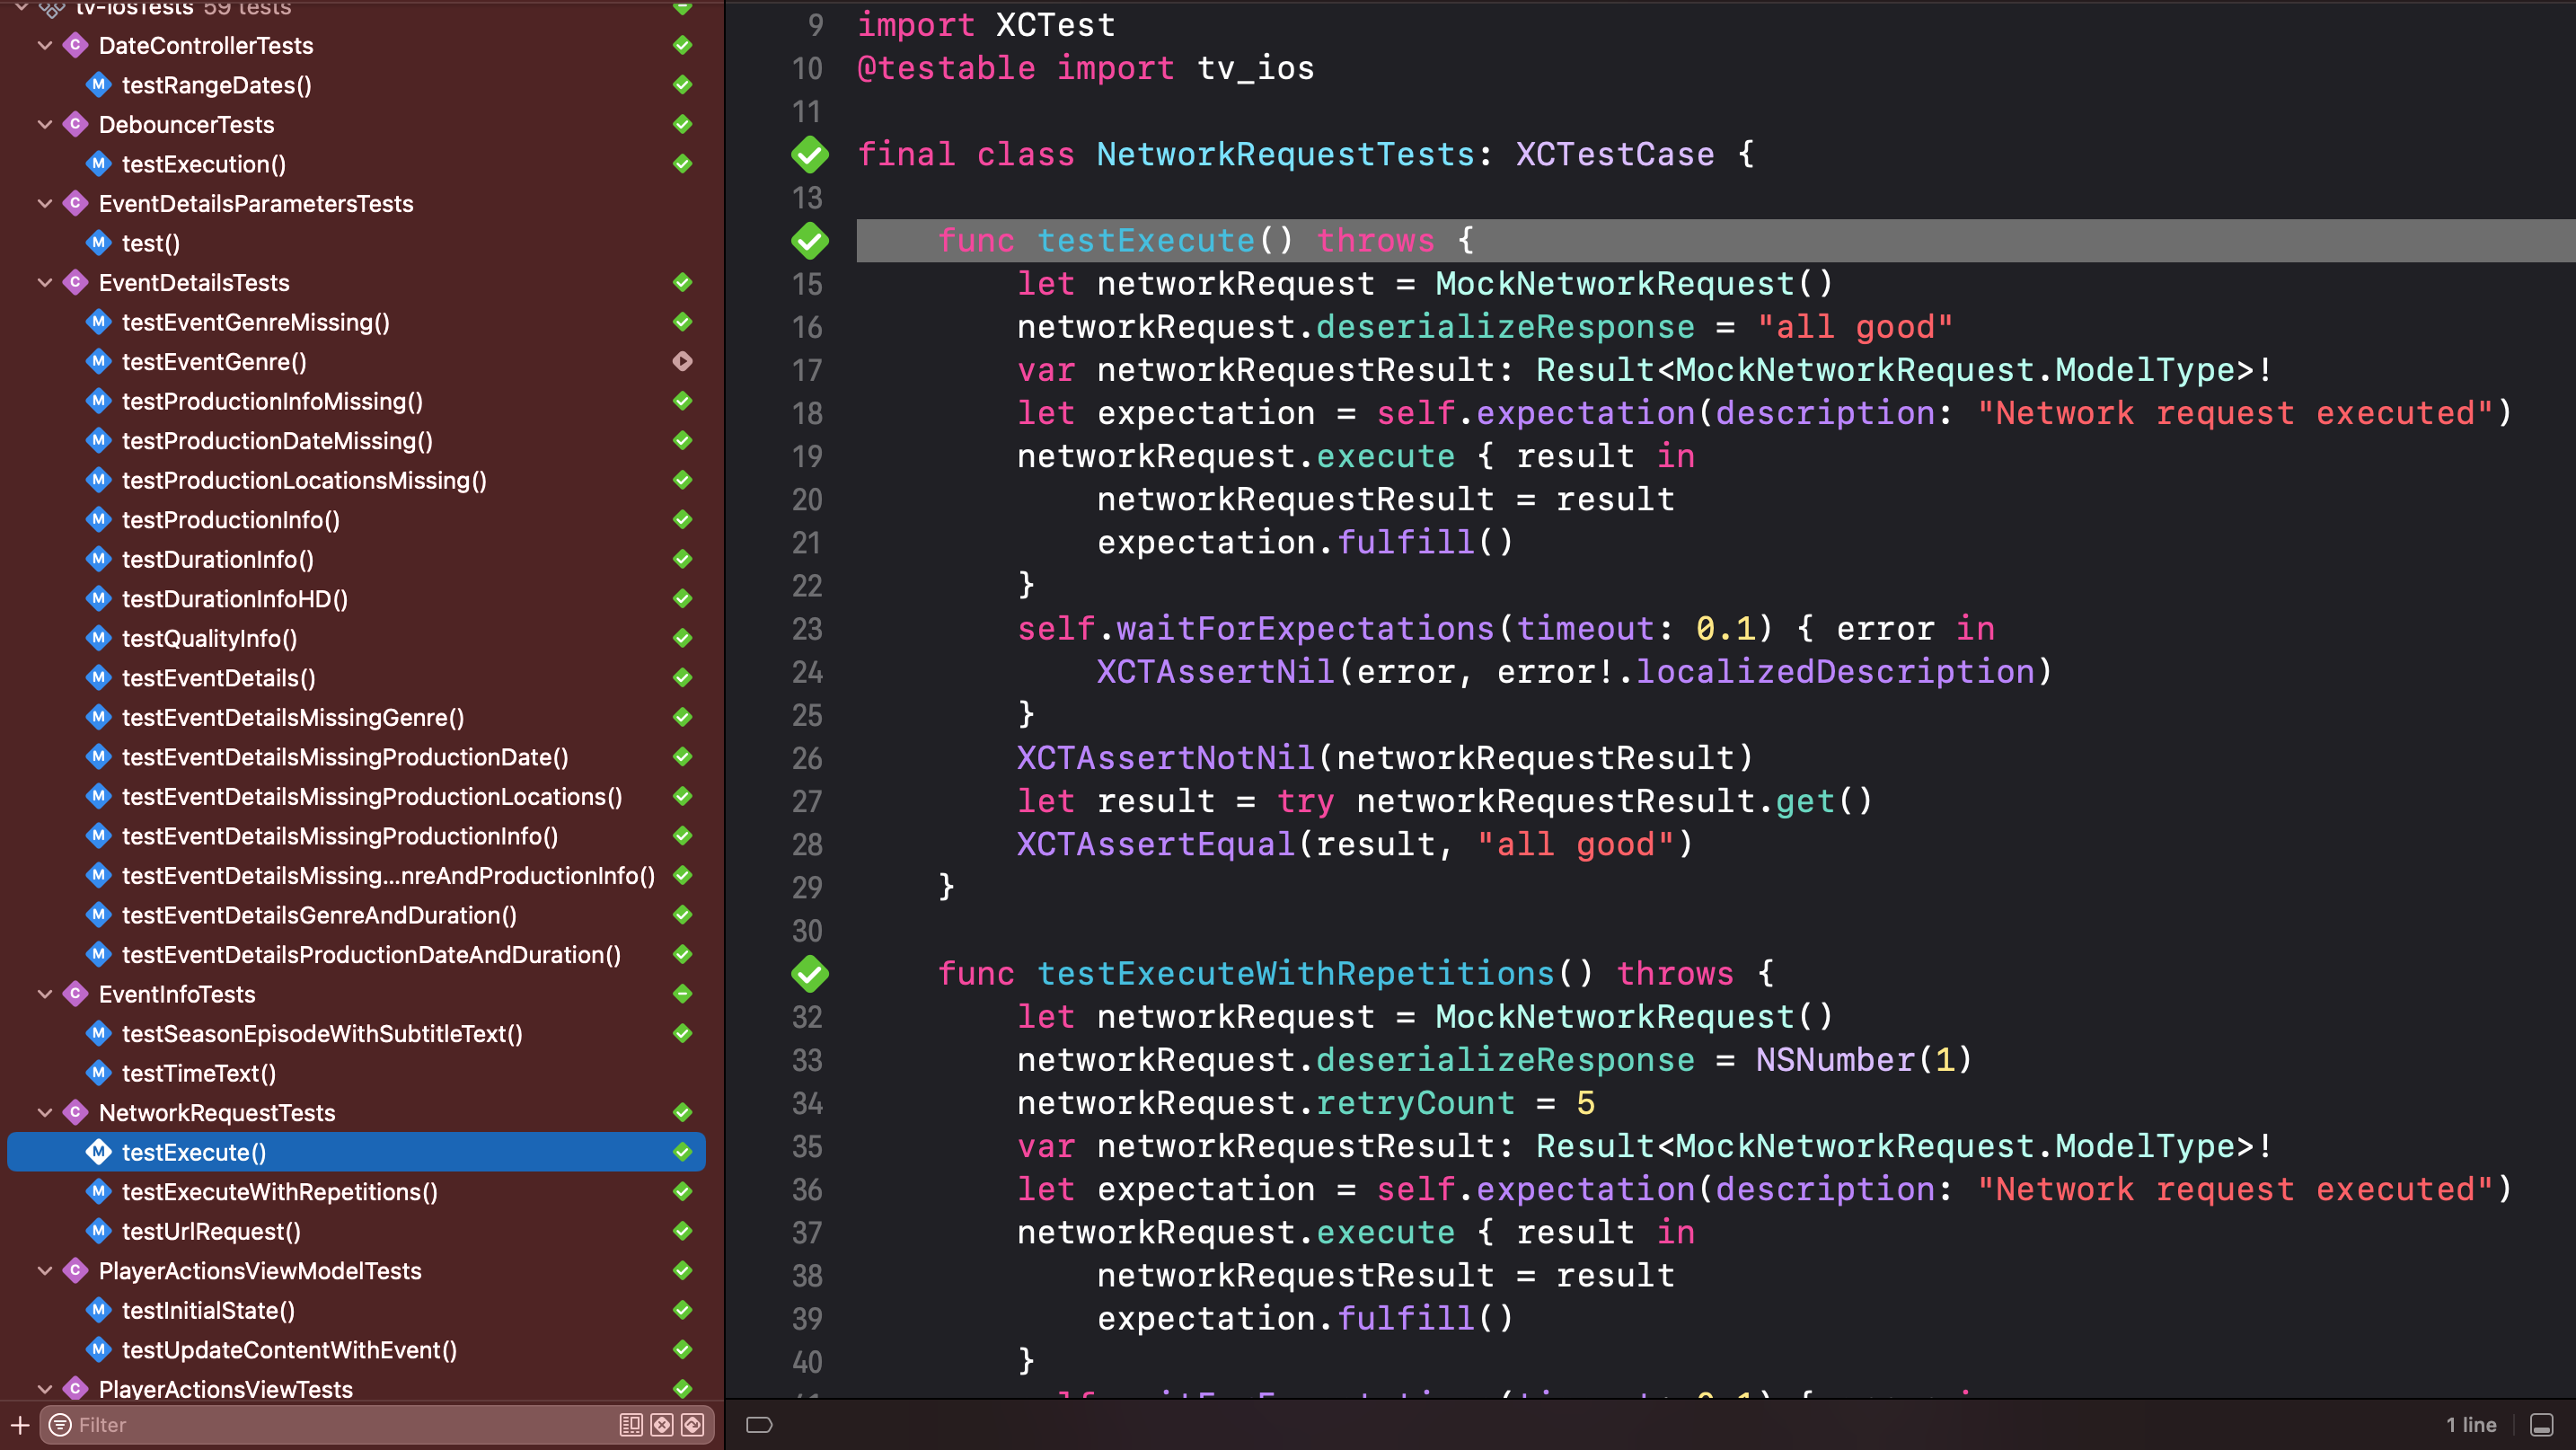 tv-iosTests 59 tests
DateControllerTests
testRangeDates()
DebouncerTests
testExecution()
EventDetailsParametersTests
test()
EventDetailsTests
testEventGenreMissing()
testEventGenre()
testProductionInfoMissing()
testProductionDateMissing()
testProductionLocationsMissing()
testProductionInfo()
testDurationInfo()
testDurationInfoHD()
testQualityInfo()
testEventDetails()
testEventDetailsMissingGenre()
testEventDetailsMissingProductionDate()
testEventDetailsMissingProductionLocations()
testEventDetailsMissingProductionInfo()
testEventDetailsMissing...nreAndProductionInfo()
testEventDetailsGenreAndDuration()
testEventDetailsProductionDateAndDuration()
EventInfoTests
testSeasonEpisodeWithSubtitleText()
testTimeText()
NetworkRequestTests
testExecute()
testExecuteWithRepetitions()
testUrlRequest()
PlayerActionsViewModelTests
testInitialState()
testUpdateContentWithEvent()
PlayerActionsViewTests
Filter
9 import XCTest
10 @testable import tv_ios
11
final class NetworkRequestTests: XCTestCase {
13
func testExecute() throws {
15 let networkRequest = MockNetworkRequest()
16 networkRequest.deserializeResponse = "all good"
17 var networkRequestResult: Result<MockNetworkRequest.ModelType>!
18 let expectation = self.expectation(description: "Network request executed")
19 networkRequest.execute { result in
20 networkRequestResult = result
21 expectation.fulfill()
22 }
23 self.waitForExpectations(timeout: 0.1) { error in
24 XCTAssertNil(error, error!.localizedDescription)
25 }
26 XCTAssertNotNil(networkRequestResult)
27 let result = try networkRequestResult.get()
28 XCTAssertEqual(result, "all good")
29 }
30
func testExecuteWithRepetitions() throws {
32 let networkRequest = MockNetworkRequest()
33 networkRequest.deserializeResponse = NSNumber(1)
34 networkRequest.retryCount = 5
35 var networkRequestResult: Result<MockNetworkRequest.ModelType>!
36 let expectation = self.expectation(description: "Network request executed")
37 networkRequest.execute { result in
38 networkRequestResult = result
39 expectation.fulfill()
40 }
1 line